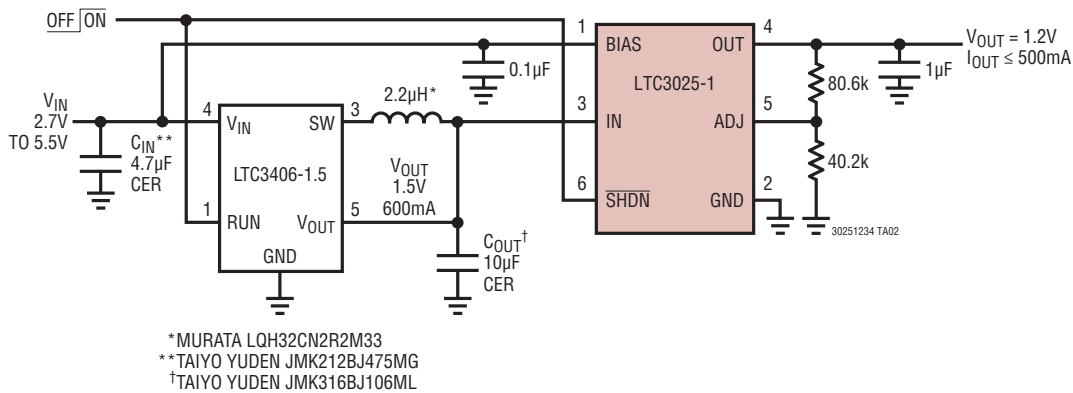 OFF ON
VIN
2.7V
TO 5.5V
CIN**
4.7µF
CER
4
VIN
1
RUN
LTC3406-1.5
GND
SW
3
2.2µH*
VOUT
1.5V
600mA
VOUT
5
COUT†
10µF
CER
0.1µF
1
BIAS
3
IN
6
SHDN
LTC3025-1
OUT
4
ADJ
5
GND
2
80.6k
40.2k
1µF
VOUT = 1.2V
IOUT ≤ 500mA
30251234 TA02
*MURATA LQH32CN2R2M33
**TAIYO YUDEN JMK212BJ475MG
†TAIYO YUDEN JMK316BJ106ML